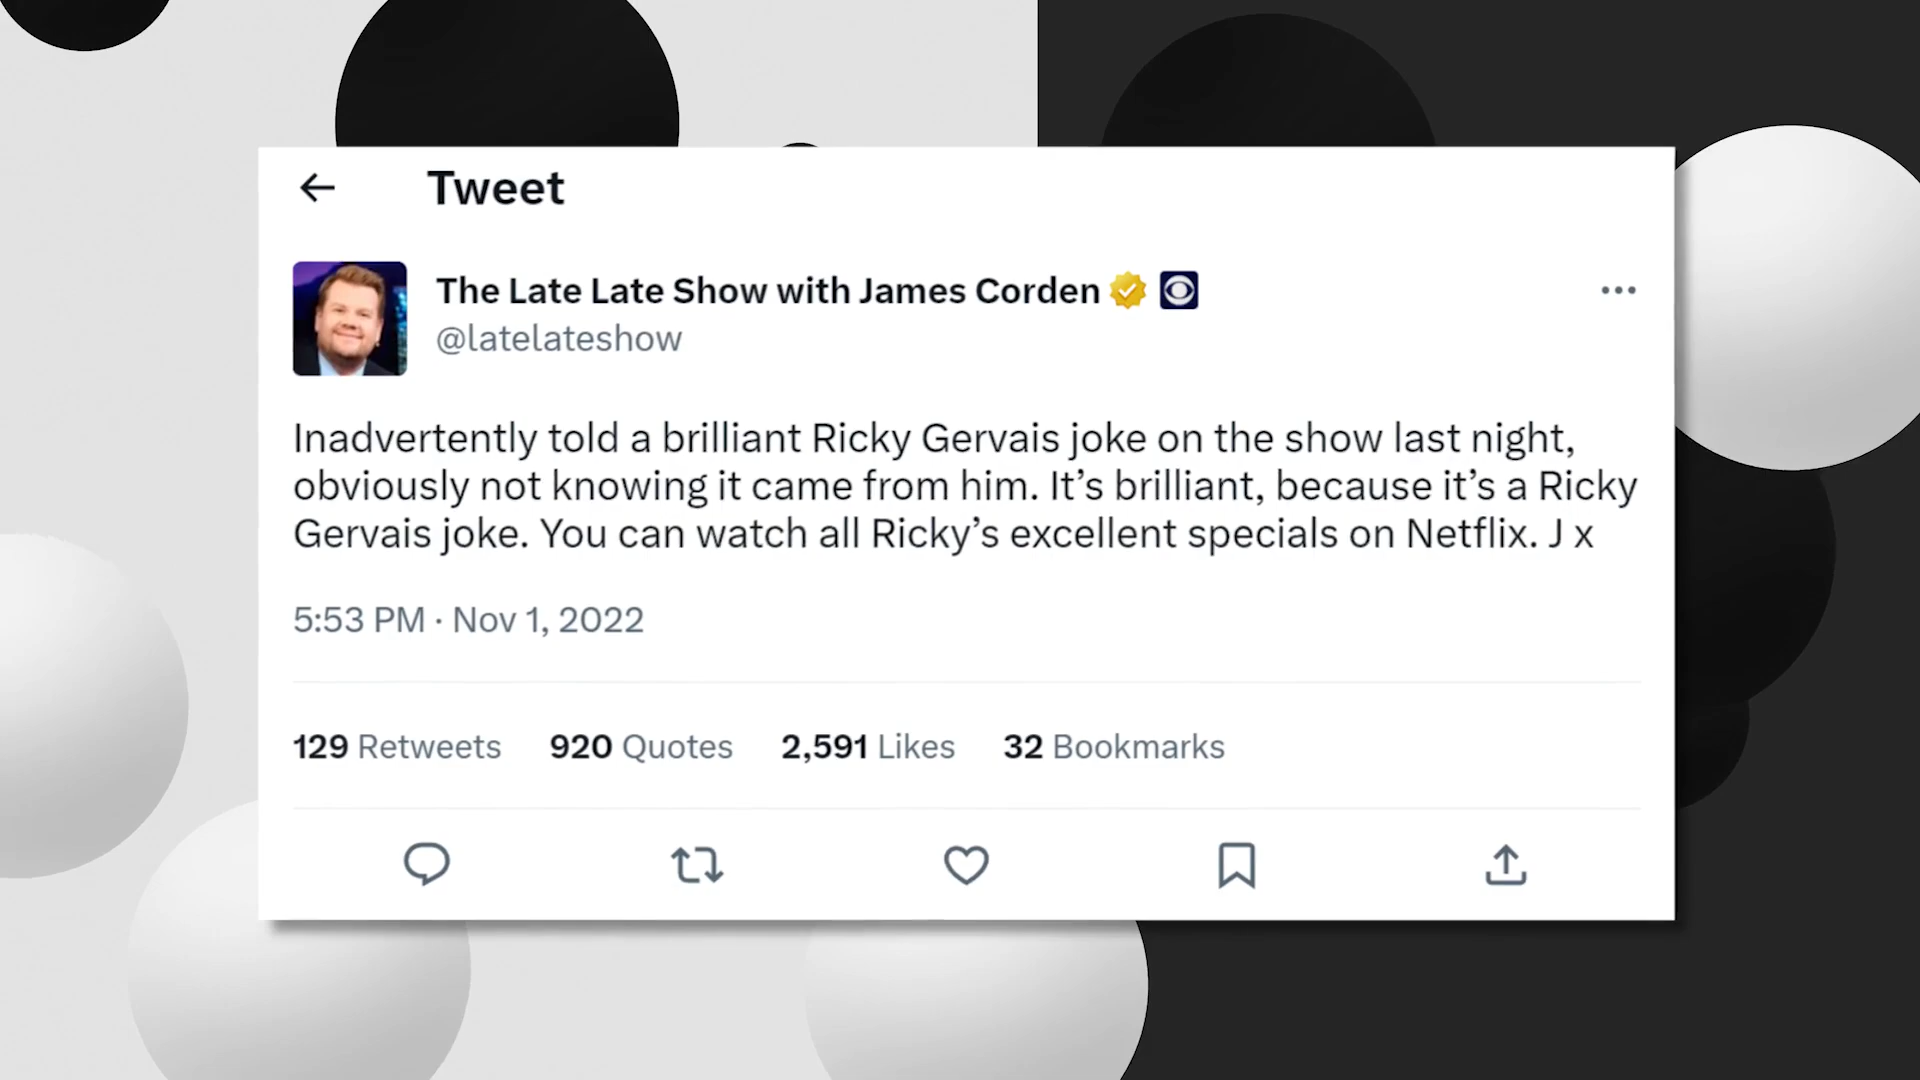 Tweet
The Late Late Show with James Corden
@latelateshow
Inadvertently told a brilliant Ricky Gervais joke on the show last night,
obviously not knowing it came from him. It’s brilliant, because it’s a Ricky
Gervais joke. You can watch all Ricky’s excellent specials on Netflix. J x
5:53 PM · Nov 1, 2022
129 Retweets 920 Quotes 2,591 Likes 32 Bookmarks